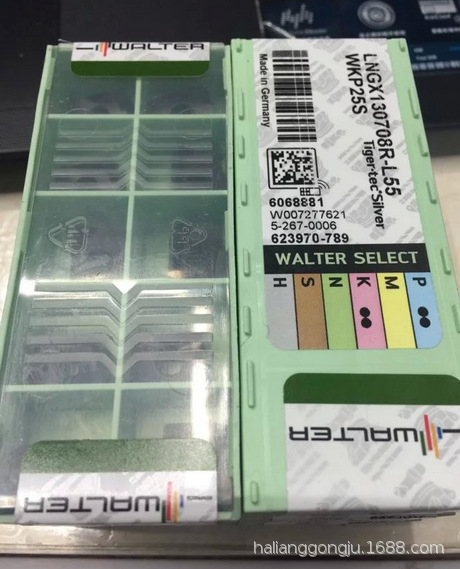 WALTER
LNGX130708R-L55
WKP25S
Tiger·tec Silver
Made in Germany
6068881
W007277621
5-267-0006
623970-789
WALTER SELECT
H
S
N
K
M
P
WALTER
WALTER
halianggongju.1688.com